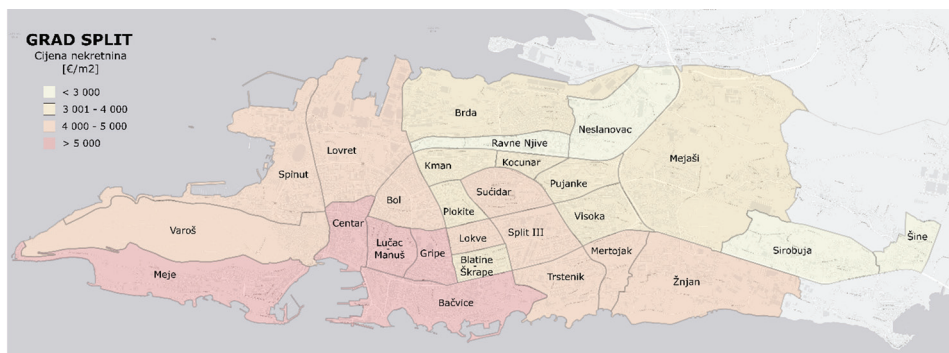 GRAD SPLIT
Cijena nekretnina
[€/m2]
< 3 000
3 001 - 4 000
4 000 - 5 000
> 5 000
Brda
Neslanovac
Ravne Njive
Lovret
Mejaši
Kman
Kocunar
Spinut
Pujanke
Sućidar
Bol
Plokite
Visoka
Centar
Varoš
Split III
Lokve
Šine
Lučac
Manuš
Gripe
Mertojak
Sirobuja
Blatine
Škrape
Meje
Trstenik
Žnjan
Bačvice